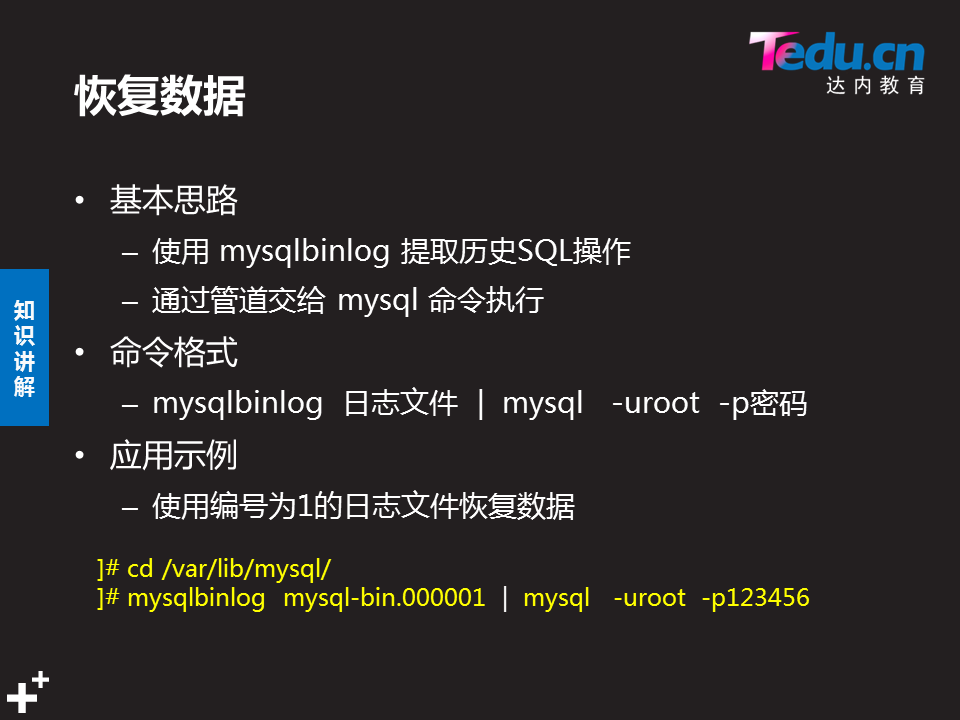 Tedu.cn
达内教育
恢复数据
• 基本思路
– 使用 mysqlbinlog 提取历史SQL操作
– 通过管道交给 mysql 命令执行
• 命令格式
– mysqlbinlog 日志文件 | mysql -uroot -p密码
• 应用示例
– 使用编号为1的日志文件恢复数据
]# cd /var/lib/mysql/
]# mysqlbinlog mysql-bin.000001 | mysql -uroot -p123456
知识讲解